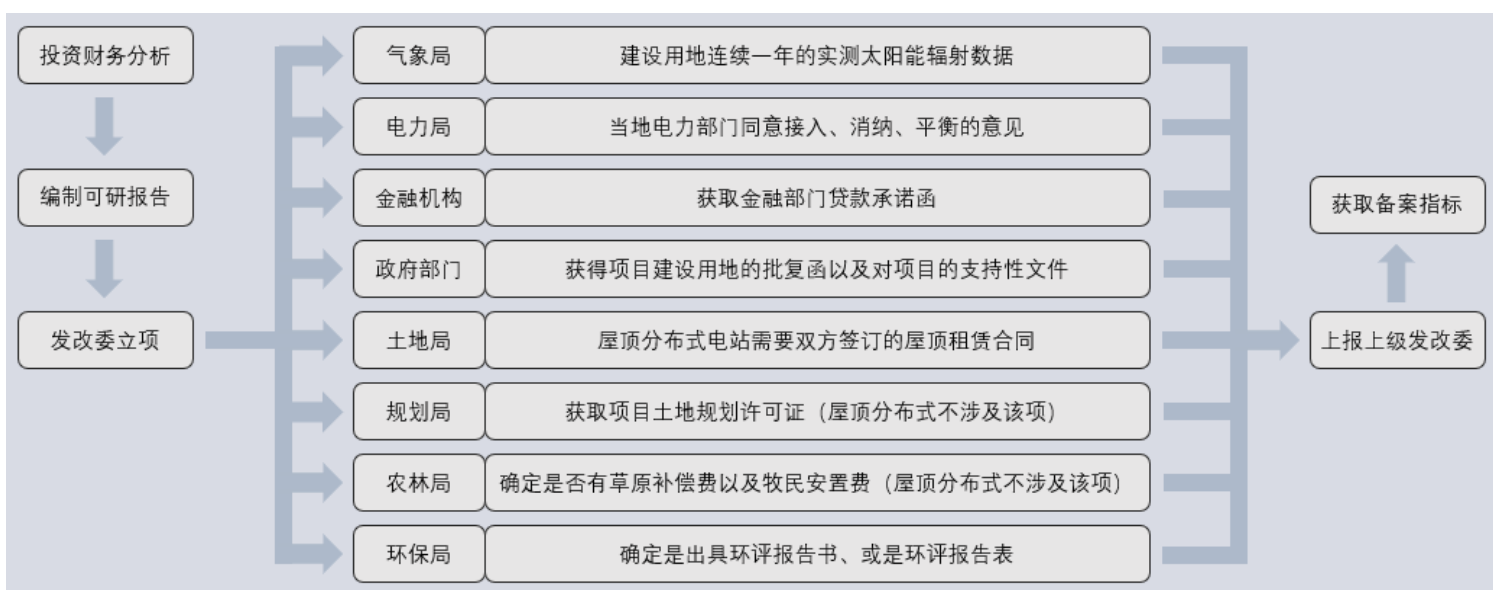 投资财务分析
编制可研报告
发改委立项
气象局 建设用地连续一年的实测太阳能辐射数据
电力局 当地电力部门同意接入、消纳、平衡的意见
金融机构 获取金融部门贷款承诺函
政府部门 获得项目建设用地的批复函以及对项目的支持性文件
土地局 屋顶分布式电站需要双方签订的屋顶租赁合同
规划局 获取项目土地规划许可证（屋顶分布式不涉及该项）
农林局 确定是否有草原补偿费以及牧民安置费（屋顶分布式不涉及该项）
环保局 确定是出具环评报告书、或是环评报告表
获取备案指标
上报上级发改委